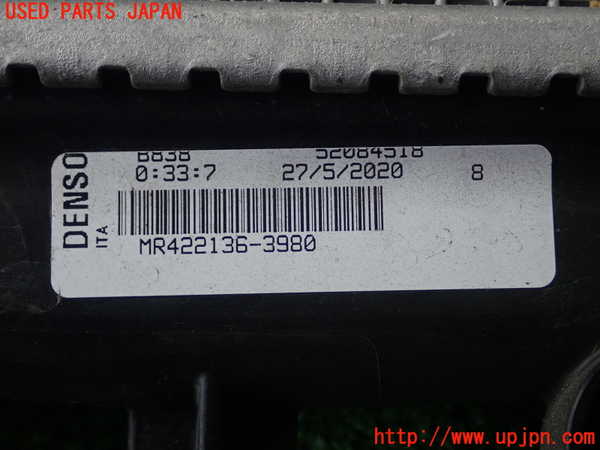 USED PARTS JAPAN
B838 52084518
0:33:7 27/5/2020 8
DENSO
ITA
MR422136-3980
http://www.upjpn.com/